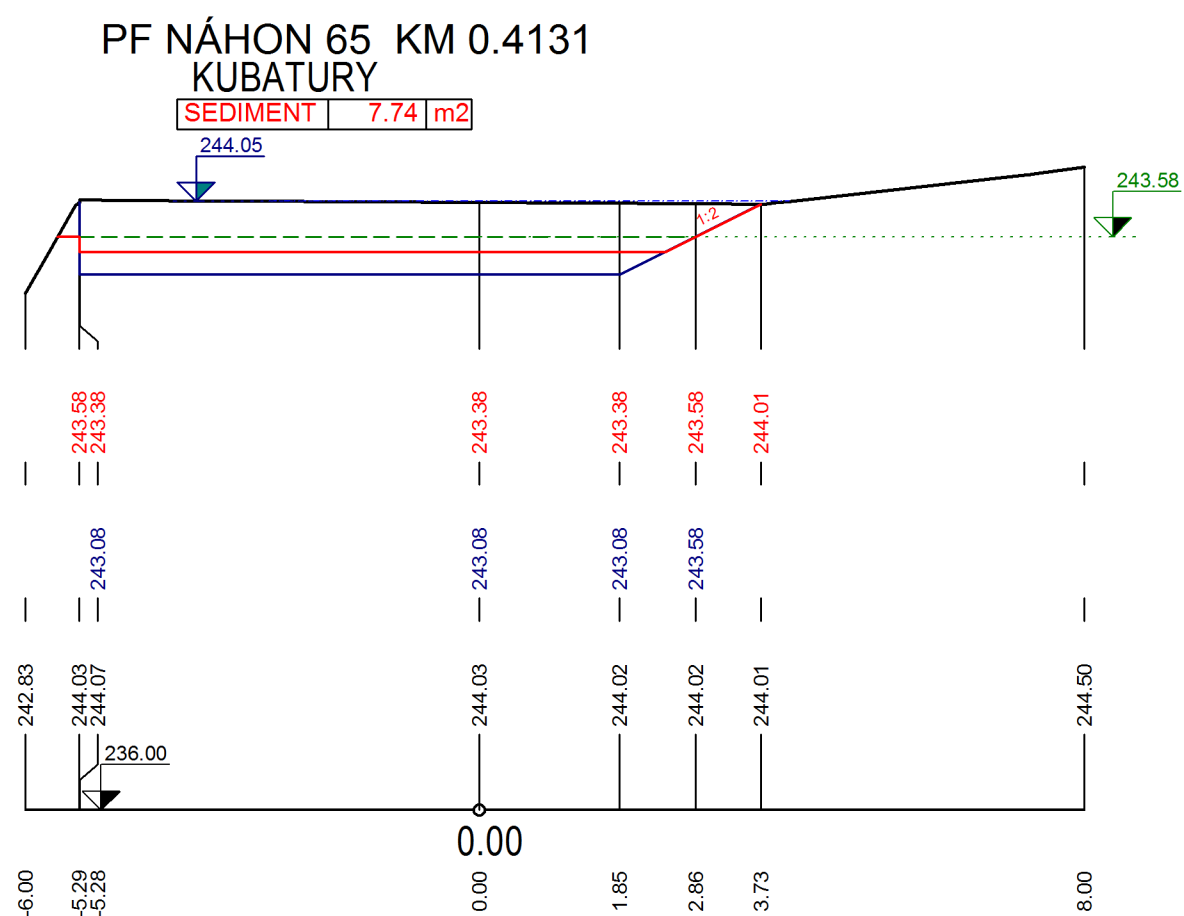 PF NÁHON 65 KM 0.4131
KUBATURY
SEDIMENT 7.74 m2
244.05
243.58
1:2
243.58 243.38 243.38 243.38 243.58 244.01
243.08 243.08 243.08 243.58
242.83 244.03 244.07 244.03 244.02 244.02 244.01 244.50
236.00
0.00
-6.00 -5.29 -5.28 0.00 1.85 2.86 3.73 8.00